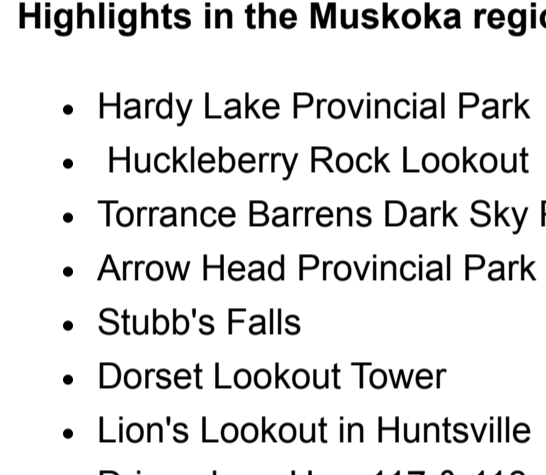 Highlights in the Muskoka
• Hardy Lake Provincial Park
• Huckleberry Rock Lookout
• Torrance Barrens Dark Sky
• Arrow Head Provincial Park
• Stubb's Falls
• Dorset Lookout Tower
• Lion's Lookout in Huntsville